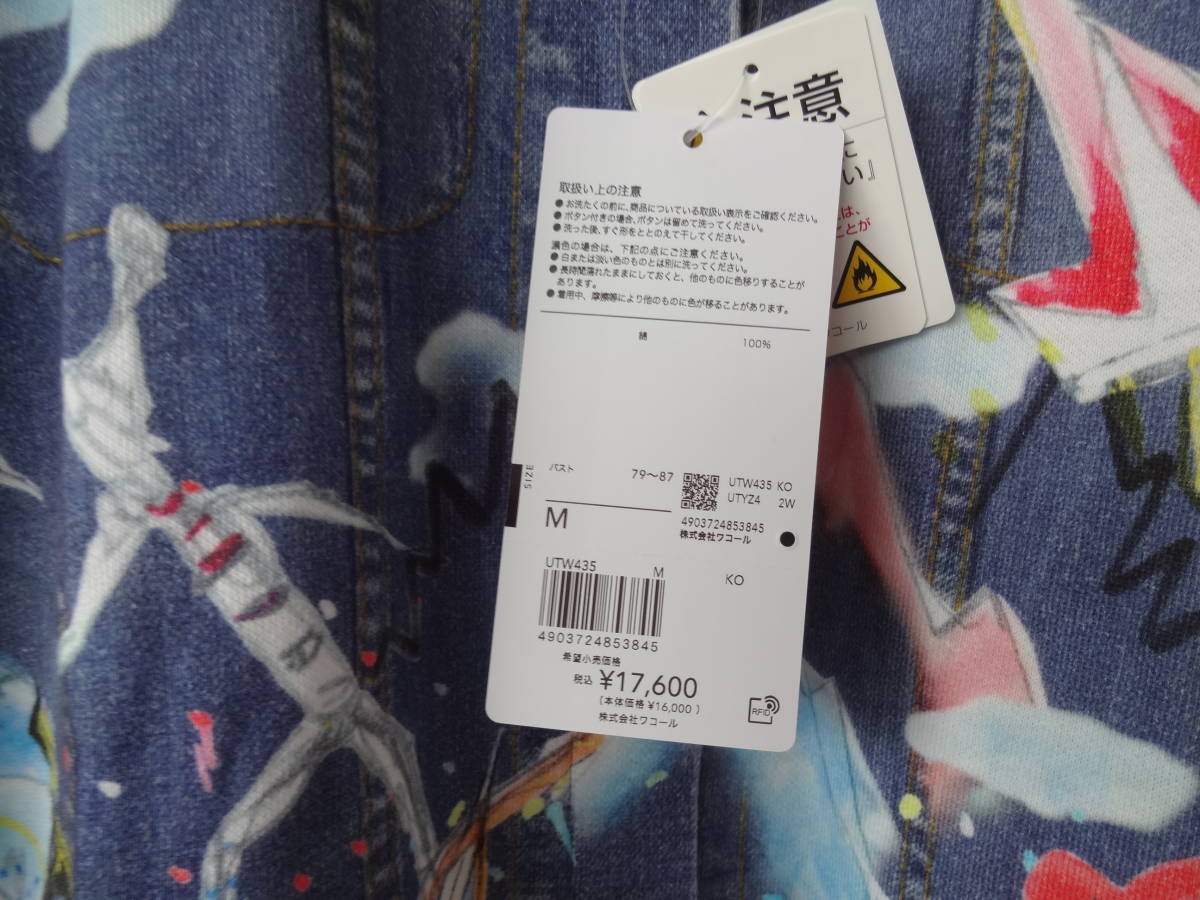 注意
た
い』
は、
ことが
コール
取扱い上の注意
● お洗たくの前に、商品についている取扱い表示をご確認ください。
● ボタン付きの場合、ボタンは留めて洗ってください。
● 洗った後、すぐ形をととのえて干してください。
濃色の場合は、下記の点にご注意ください。
● 白または淡い色のものとは別に洗ってください。
● 長時間濡れたままにしておくと、他のものに色移りすることが
あります。
● 着用中、摩擦等により他のものに色が移ることがあります。
綿 100%
SIZE
バスト 79〜87
M
UTW435 KO
UTYZ4 2W
4903724853845
株式会社ワコール
UTW435 M KO
4903724853845
希望小売価格
税込 ¥17,600
(本体価格 ¥16,000 )
株式会社ワコール
RFID